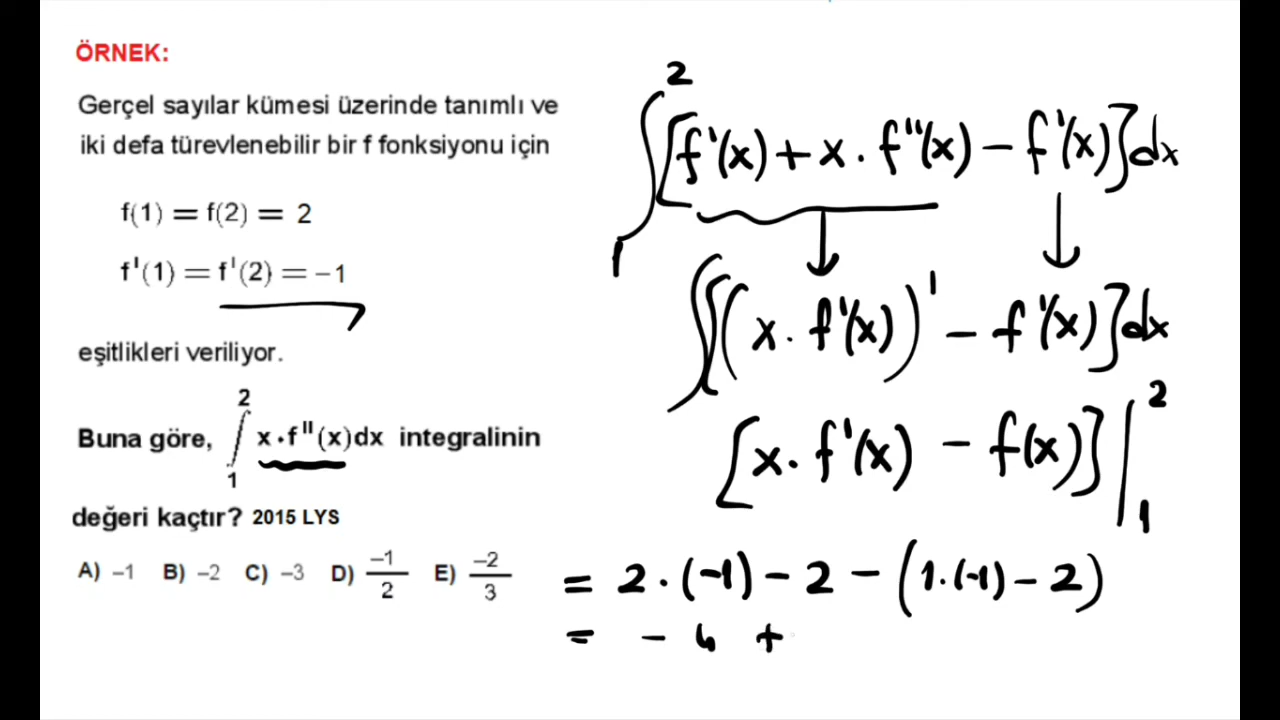 ÖRNEK:
Gerçel sayılar kümesi üzerinde tanımlı ve
iki defa türevlenebilir bir f fonksiyonu için
f(1) = f(2) = 2
f'(1) = f'(2) = −1
eşitlikleri veriliyor.
Buna göre, ∫₁² x·f''(x)dx integralinin
değeri kaçtır? 2015 LYS
A) −1 B) −2 C) −3 D) −1/2 E) −2/3
∫₁² [f'(x) + x · f''(x) − f'(x)]dx
∫[(x · f'(x))' − f'(x)]dx
[x · f'(x) − f(x)]|₁²
= 2 · (−1) − 2 − (1 · (−1) − 2)
= − 4 +